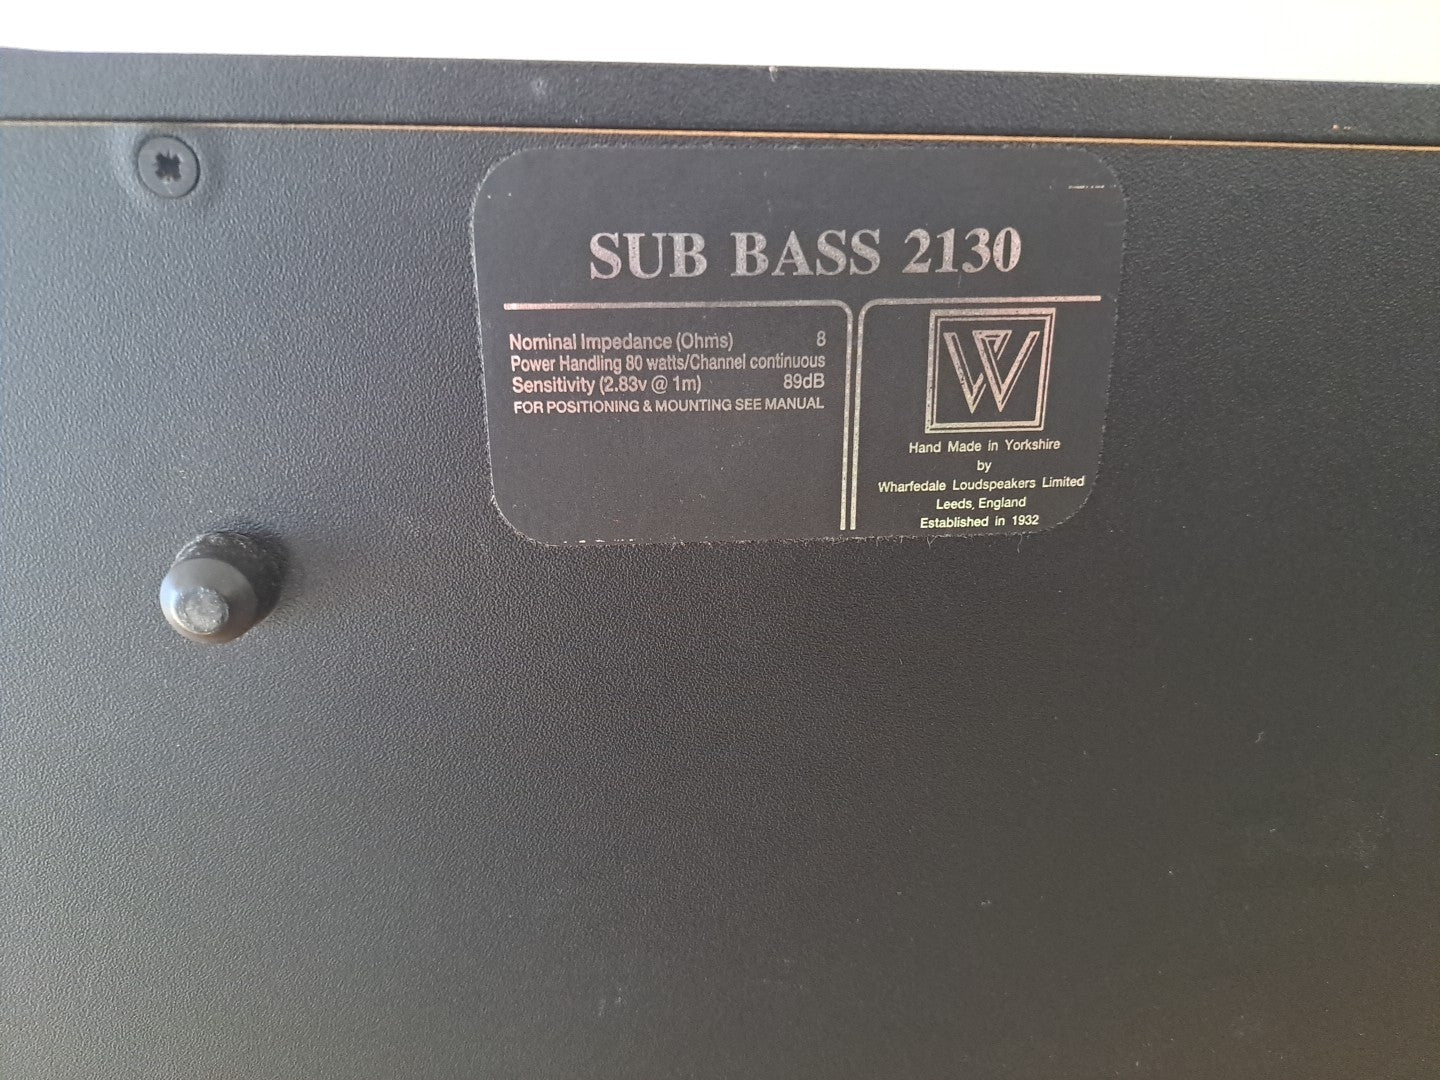 SUB BASS 2130
Nominal Impedance (Ohms) 8
Power Handling 80 watts/Channel continuous
Sensitivity (2.83v @ 1m) 89dB
FOR POSITIONING & MOUNTING SEE MANUAL
W
Hand Made in Yorkshire
by
Wharfedale Loudspeakers Limited
Leeds, England
Established in 1932